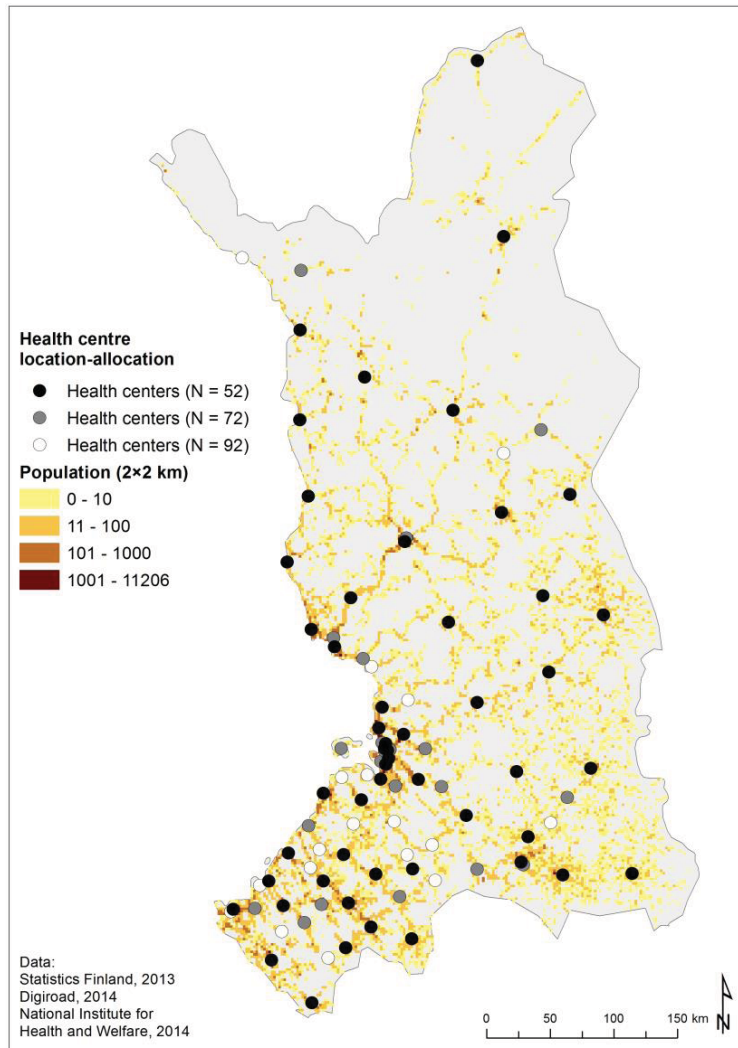 Health centre
location-allocation
Health centers (N = 52)
Health centers (N = 72)
Health centers (N = 92)
Population (2×2 km)
0 - 10
11 - 100
101 - 1000
1001 - 11206
Data:
Statistics Finland, 2013
Digiroad, 2014
National Institute for
Health and Welfare, 2014
0 50 100 150 km
N